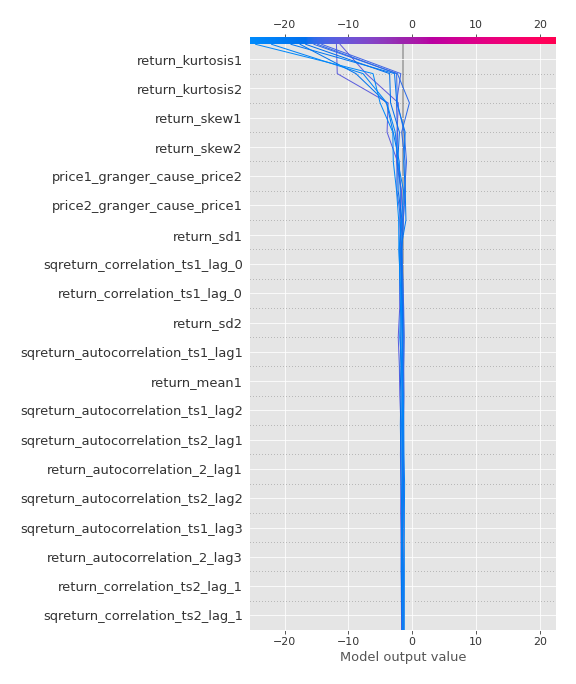 −20 −10 0 10 20
return_kurtosis1
return_kurtosis2
return_skew1
return_skew2
price1_granger_cause_price2
price2_granger_cause_price1
return_sd1
sqreturn_correlation_ts1_lag_0
return_correlation_ts1_lag_0
return_sd2
sqreturn_autocorrelation_ts1_lag1
return_mean1
sqreturn_autocorrelation_ts1_lag2
sqreturn_autocorrelation_ts2_lag1
return_autocorrelation_2_lag1
sqreturn_autocorrelation_ts2_lag2
sqreturn_autocorrelation_ts1_lag3
return_autocorrelation_2_lag3
return_correlation_ts2_lag_1
sqreturn_correlation_ts2_lag_1
−20 −10 0 10 20
Model output value